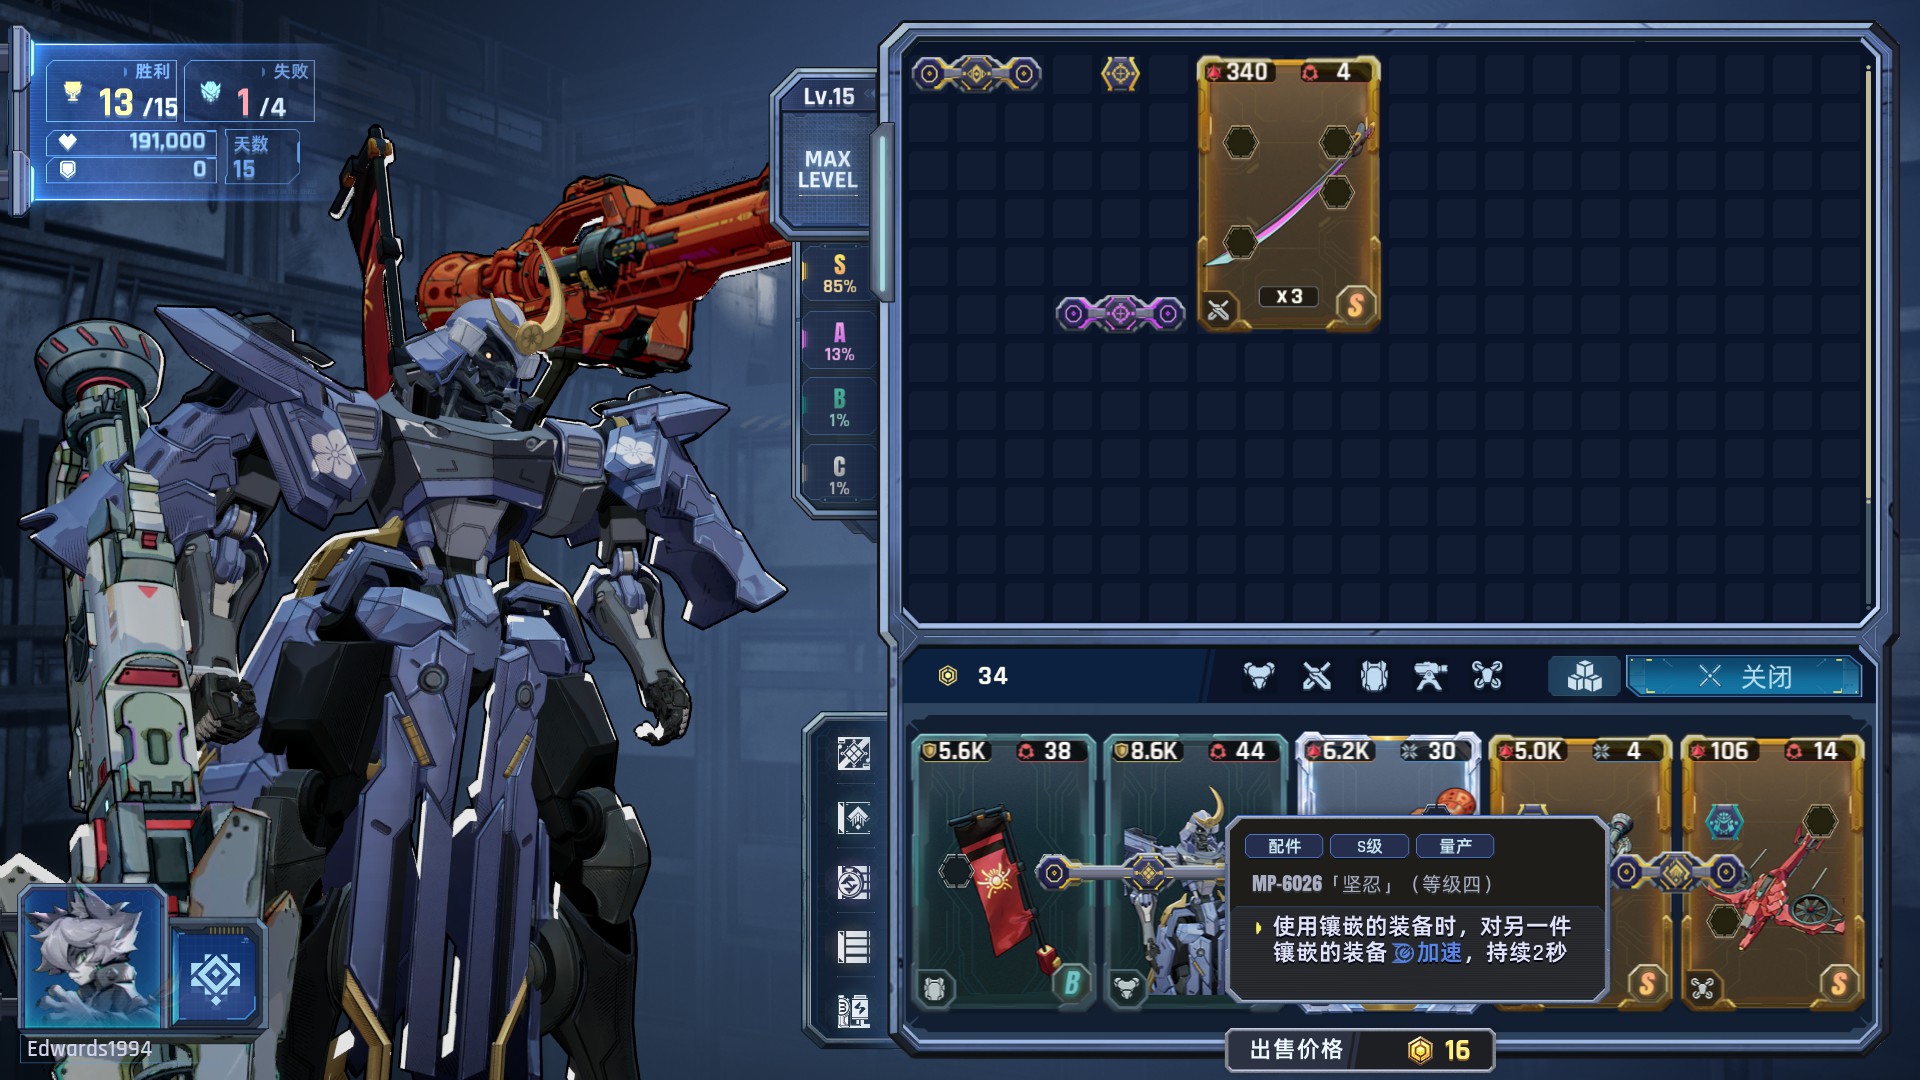 胜利
13 /15
失败
1 /4
191,000
0
天数
15
Lv.15
MAX
LEVEL
S
85%
A
13%
B
1%
C
1%
340
4
x 3
S
34
关闭
5.6K
38
B
8.6K
44
6.2K
30
5.0K
4
S
106
14
S
配件
S级
量产
MP-6026「坚忍」（等级四）
使用镶嵌的装备时，对另一件
镶嵌的装备加速，持续2秒
出售价格
16
Edwards1994